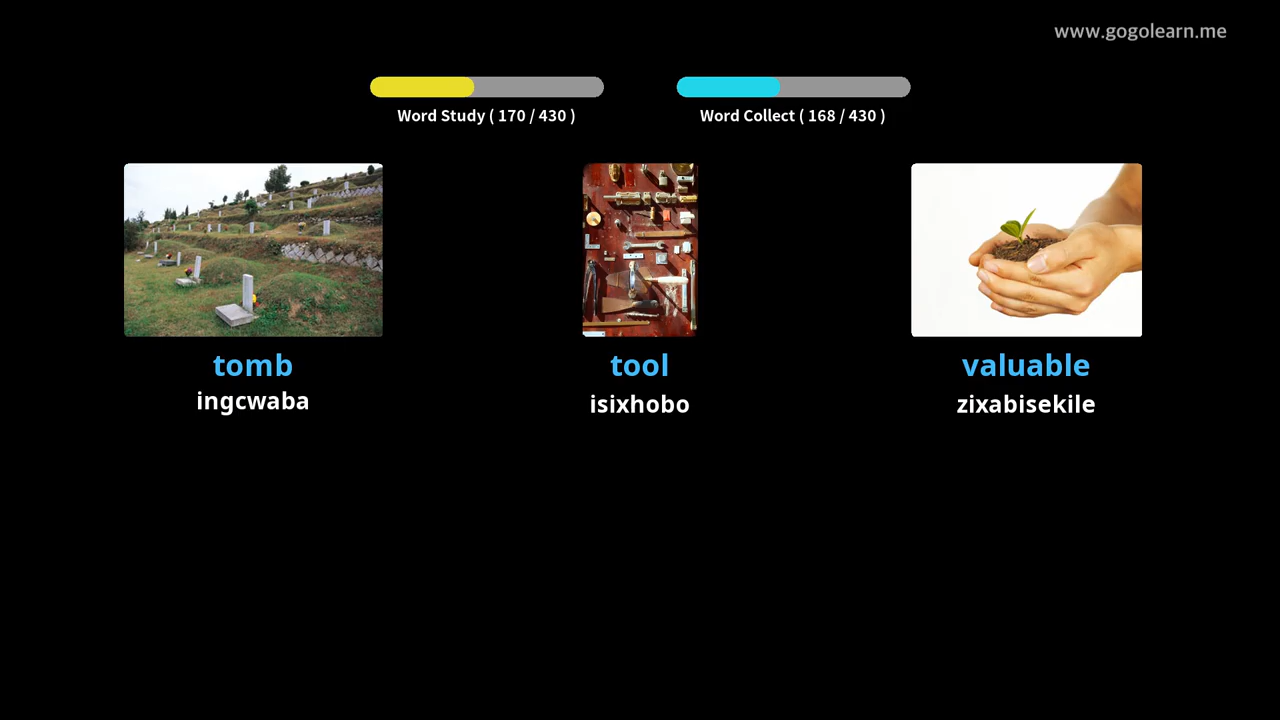 www.gogolearn.me
Word Study ( 170 / 430 )
Word Collect ( 168 / 430 )
tomb
ingcwaba
tool
isixhobo
valuable
zixabisekile